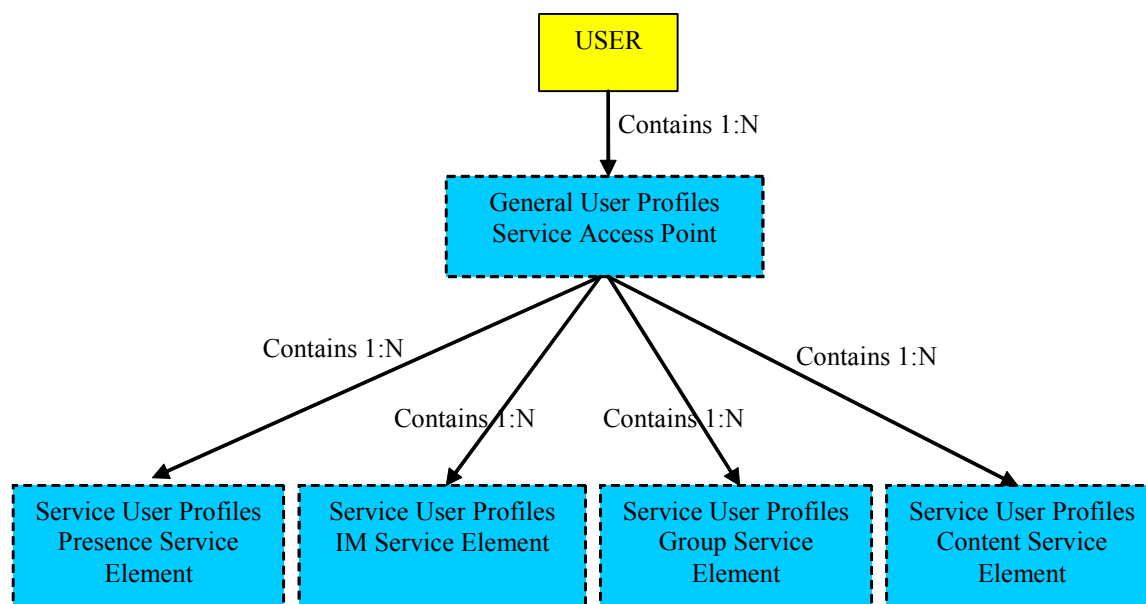 USER
Contains 1:N
General User Profiles
Service Access Point
Contains 1:N
Contains 1:N
Contains 1:N
Contains 1:N
Service User Profiles
Presence Service
Element
Service User Profiles
IM Service Element
Service User Profiles
Group Service
Element
Service User Profiles
Content Service
Element